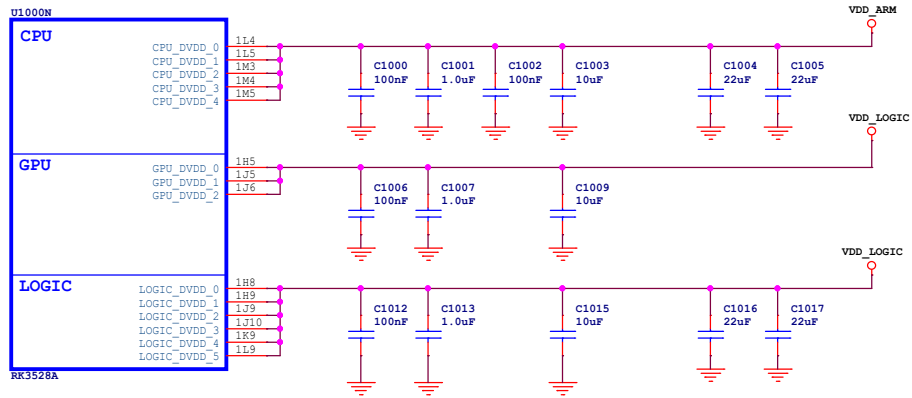 U1000N
VDD_ARM
CPU
CPU_DVDD_0 1L4
CPU_DVDD_1 1L5
CPU_DVDD_2 1M3
CPU_DVDD_3 1M4
CPU_DVDD_4 1M5
C1000 C1001 C1002 C1003 C1004 C1005
100nF 1.0uF 100nF 10uF 22uF 22uF
VDD_LOGIC
GPU
GPU_DVDD_0 1H5
GPU_DVDD_1 1J5
GPU_DVDD_2 1J6
C1006 C1007 C1009
100nF 1.0uF 10uF
VDD_LOGIC
LOGIC
LOGIC_DVDD_0 1H8
LOGIC_DVDD_1 1H9
LOGIC_DVDD_2 1J9
LOGIC_DVDD_3 1J10
LOGIC_DVDD_4 1K9
LOGIC_DVDD_5 1L9
C1012 C1013 C1015 C1016 C1017
100nF 1.0uF 10uF 22uF 22uF
RK3528A